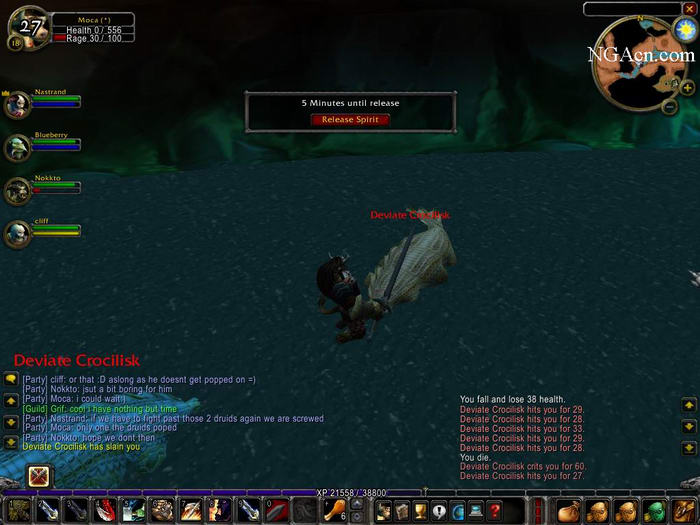 27
Moca (*)
Health 0 / 556
Rage 30 / 100
18
N
NGAcn.com
Nastrand
Blueberry
Nokkto
cliff
5 Minutes until release
Release Spirit
Deviate Crocilisk
Deviate Crocilisk
[Party] cliff: or that :D aslong as he doesnt get popped on =)
[Party] Nokkto: jsut a bit boring for him
[Party] Moca: i could wait:)
[Guild] Grif: cool i have nothing but time
[Party] Nastrand: if we have to fight past those 2 druids again we are screwed
[Party] Moca: only one the druids poped
[Party] Nokkto: hope we dont then
Deviate Crocilisk has slain you
You fall and lose 38 health.
Deviate Crocilisk hits you for 29.
Deviate Crocilisk hits you for 28.
Deviate Crocilisk hits you for 33.
Deviate Crocilisk hits you for 29.
Deviate Crocilisk hits you for 28.
You die.
Deviate Crocilisk crits you for 60.
Deviate Crocilisk hits you for 27.
XP 21558 / 38800
6